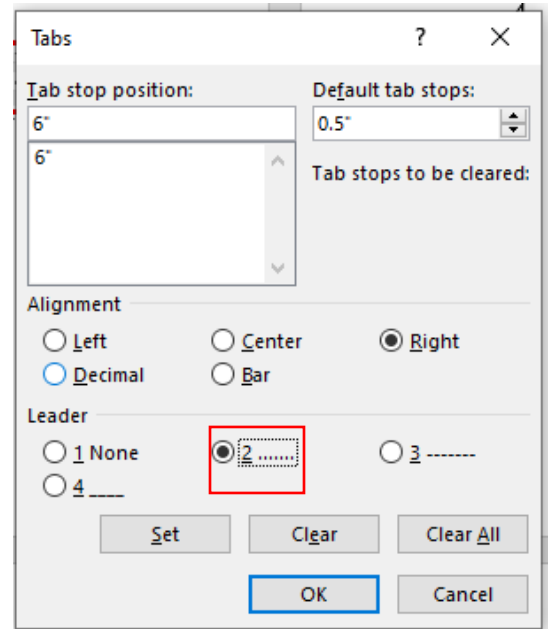 Tabs ? ×
Tab stop position: Default tab stops:
6" 0.5"
6" Tab stops to be cleared:
Alignment
Left Center Right
Decimal Bar
Leader
1 None 2 ....... 3 -------
4 ____
Set Clear Clear All
OK Cancel